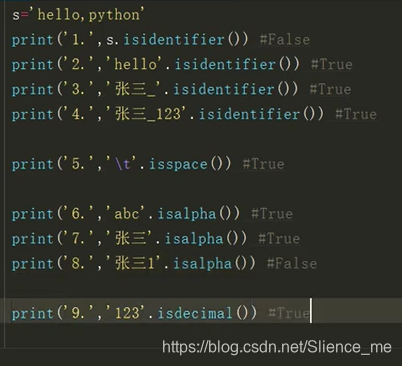 s='hello,python'
print('1.',s.isidentifier()) #False
print('2.','hello'.isidentifier()) #True
print('3.','张三_'.isidentifier()) #True
print('4.','张三_123'.isidentifier()) #True
print('5.','\t'.isspace()) #True
print('6.','abc'.isalpha()) #True
print('7.','张三'.isalpha()) #True
print('8.','张三1'.isalpha()) #False
print('9.','123'.isdecimal()) #True
https://blog.csdn.net/Slience_me